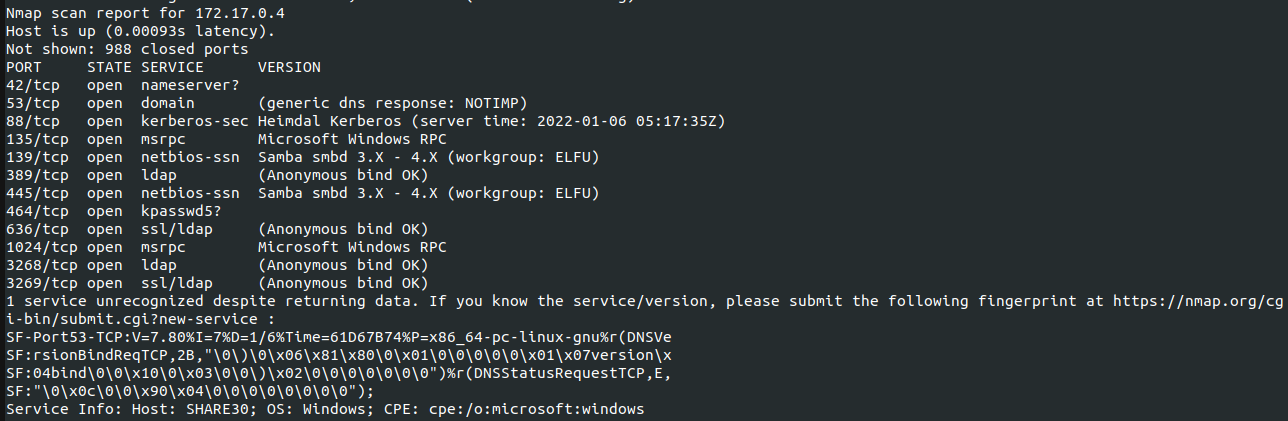 Nmap scan report for 172.17.0.4
Host is up (0.00093s latency).
Not shown: 988 closed ports
PORT     STATE SERVICE      VERSION
42/tcp   open  nameserver?
53/tcp   open  domain       (generic dns response: NOTIMP)
88/tcp   open  kerberos-sec Heimdal Kerberos (server time: 2022-01-06 05:17:35Z)
135/tcp  open  msrpc        Microsoft Windows RPC
139/tcp  open  netbios-ssn  Samba smbd 3.X - 4.X (workgroup: ELFU)
389/tcp  open  ldap         (Anonymous bind OK)
445/tcp  open  netbios-ssn  Samba smbd 3.X - 4.X (workgroup: ELFU)
464/tcp  open  kpasswd5?
636/tcp  open  ssl/ldap     (Anonymous bind OK)
1024/tcp open  msrpc        Microsoft Windows RPC
3268/tcp open  ldap         (Anonymous bind OK)
3269/tcp open  ssl/ldap     (Anonymous bind OK)
1 service unrecognized despite returning data. If you know the service/version, please submit the following fingerprint at https://nmap.org/cg
i-bin/submit.cgi?new-service :
SF-Port53-TCP:V=7.80%I=7%D=1/6%Time=61D67B74%P=x86_64-pc-linux-gnu%r(DNSVe
SF:rsionBindReqTCP,2B,"\0\)\0\x06\x81\x80\0\x01\0\0\0\0\0\x01\x07version\x
SF:04bind\0\0\x10\0\x03\0\0\)\x02\0\0\0\0\0\0\0")%r(DNSStatusRequestTCP,E,
SF:"\0\x0c\0\0\x90\x04\0\0\0\0\0\0\0\0");
Service Info: Host: SHARE30; OS: Windows; CPE: cpe:/o:microsoft:windows